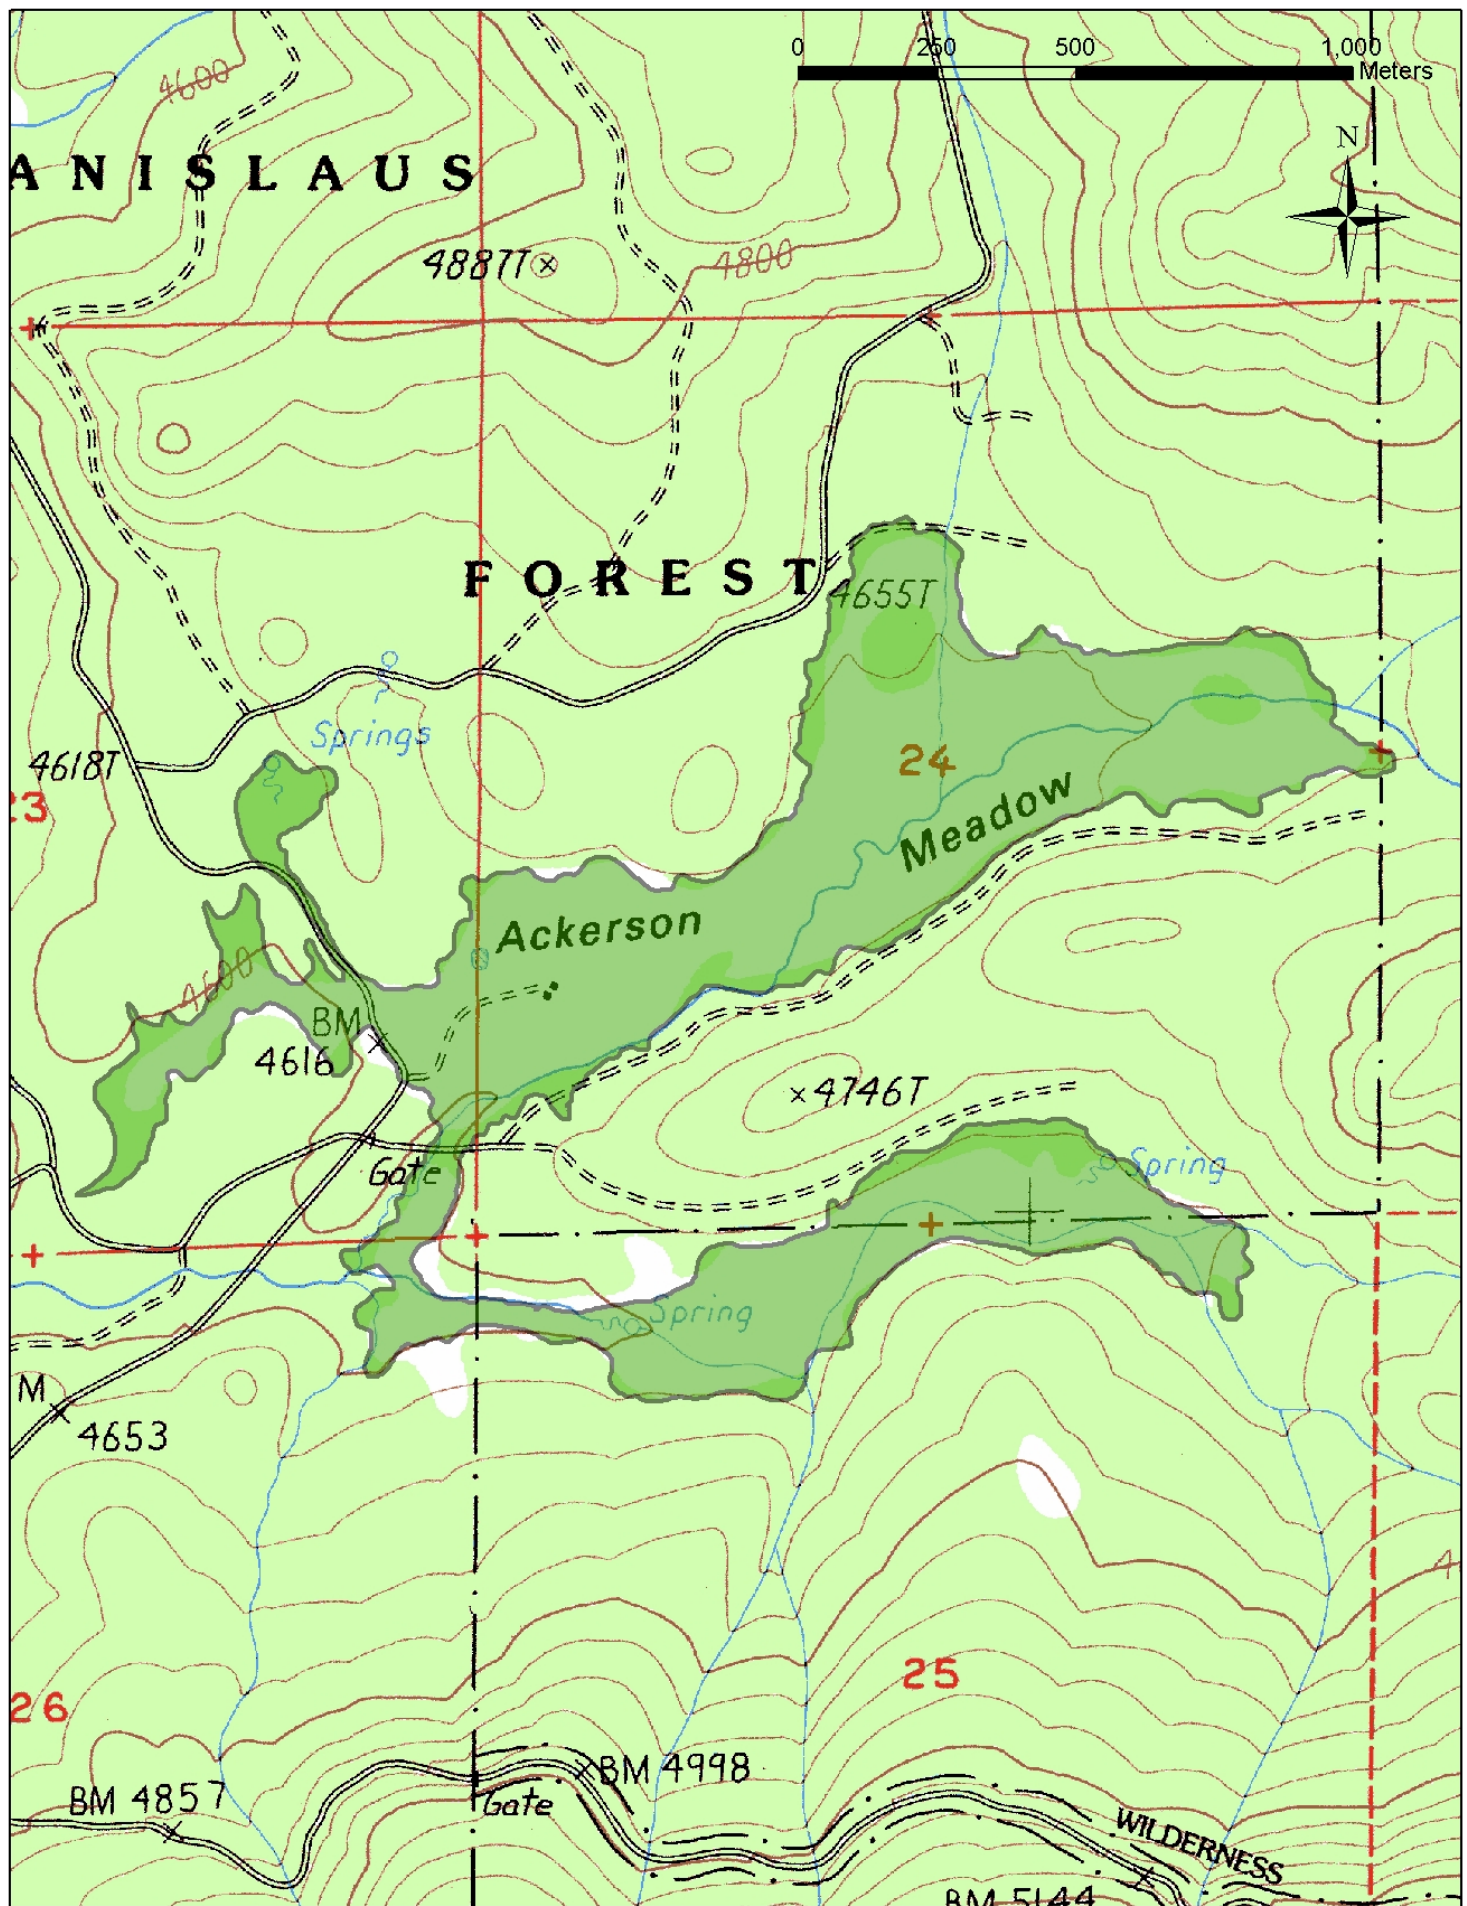 0 250 500 1,000
Meters
4600
N
ANISLAUS
4887T
4800
FOREST
4655T
Springs
4618T
24
23
Meadow
Ackerson
4600
BM
4616
4746T
Gate
Spring
Spring
M
4653
25
26
BM 4998
BM 4857
Gate
WILDERNESS
BM 5144